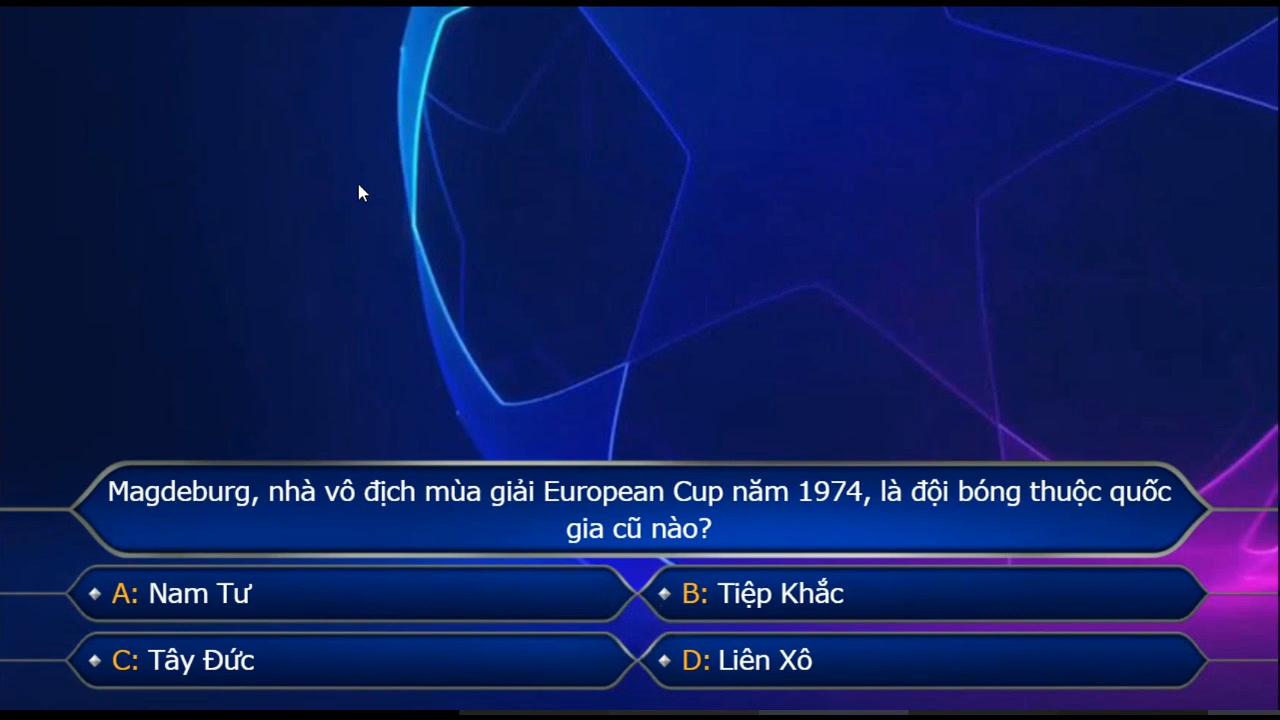 Magdeburg, nhà vô địch mùa giải European Cup năm 1974, là đội bóng thuộc quốc
gia cũ nào?
A: Nam Tư
B: Tiệp Khắc
C: Tây Đức
D: Liên Xô